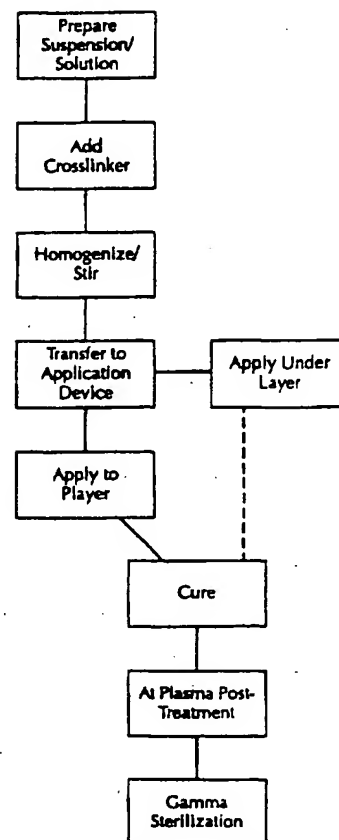 Prepare
Suspension/
Solution
Add
Crosslinker
Homogenize/
Stir
Transfer to
Application
Device
Apply Under
Layer
Apply to
Player
Cure
At Plasma Post-
Treatment
Gamma
Sterilization